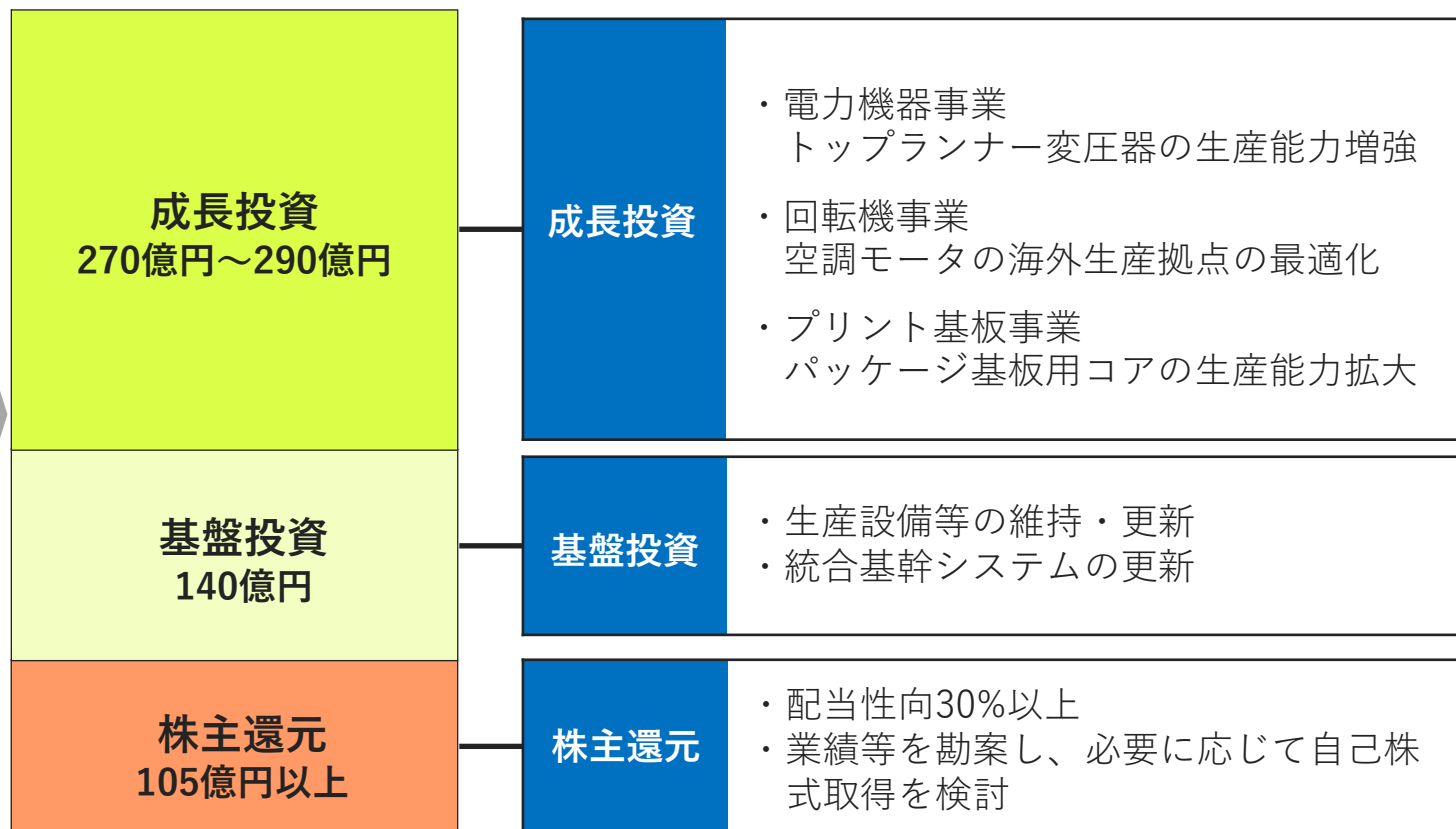 成長投資
270億円～290億円
成長投資
・電力機器事業
トップランナー変圧器の生産能力増強
・回転機事業
空調モータの海外生産拠点の最適化
・プリント基板事業
パッケージ基板用コアの生産能力拡大
基盤投資
140億円
基盤投資
・生産設備等の維持・更新
・統合基幹システムの更新
株主還元
105億円以上
株主還元
・配当性向30%以上
・業績等を勘案し、必要に応じて自己株
式取得を検討